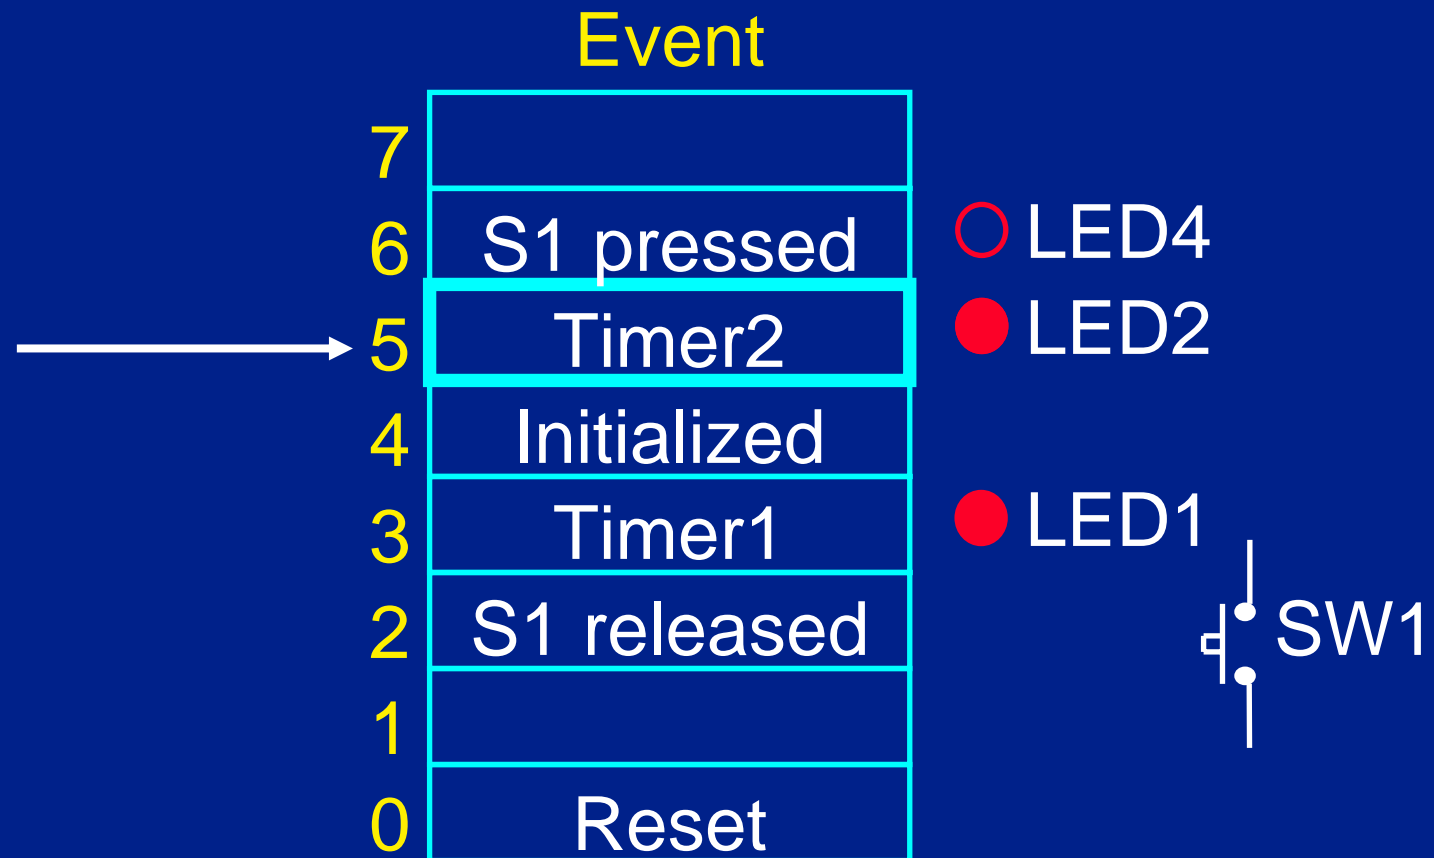 Event
7
6 S1 pressed LED4
5 Timer2 LED2
4 Initialized
3 Timer1 LED1
2 S1 released SW1
1
0 Reset